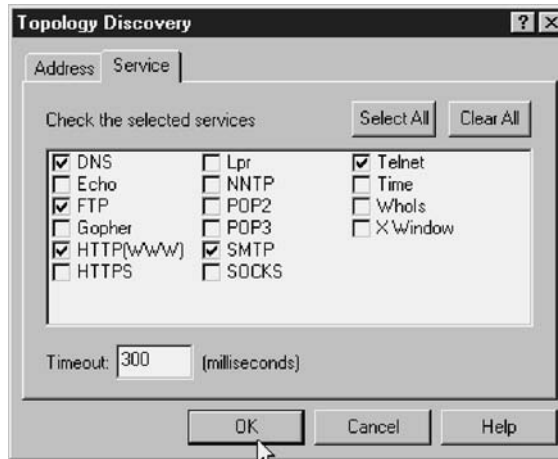 Topology Discovery
Address Service
Check the selected services Select All Clear All
DNS Lpr Telnet
Echo NNTP Time
FTP POP2 WhoIs
Gopher POP3 X Window
HTTP(WWW) SMTP
HTTPS SOCKS
Timeout: 300 (milliseconds)
OK Cancel Help